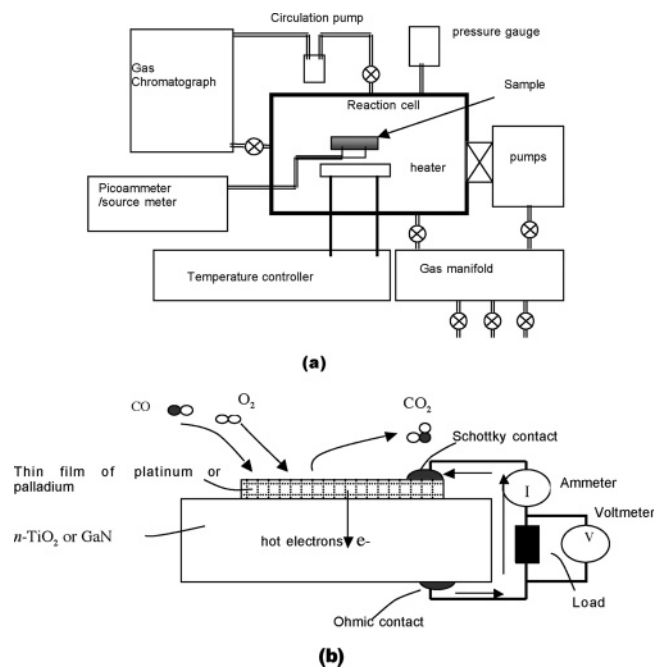 Circulation pump
pressure gauge
Gas
Chromatograph
Reaction cell
Sample
heater
pumps
Picoammeter
/source meter
Temperature controller
Gas manifold
(a)
CO
O2
CO2
Schottky contact
Thin film of platinum or
palladium
I
Ammeter
Voltmeter
n-TiO2 or GaN
hot electrons
e-
V
Load
Ohmic contact
(b)